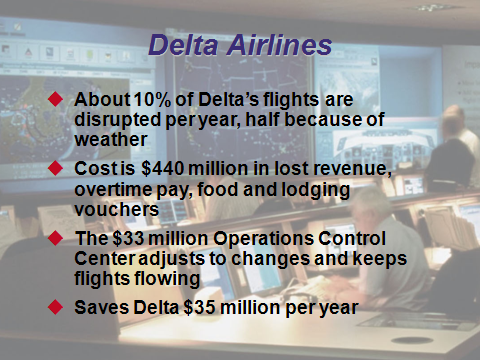 Delta Airlines
About 10% of Delta's flights are
disrupted per year, half because of
weather
Cost is $440 million in lost revenue,
overtime pay, food and lodging
vouchers
The $33 million Operations Control
Center adjusts to changes and keeps
flights flowing
Saves Delta $35 million per year